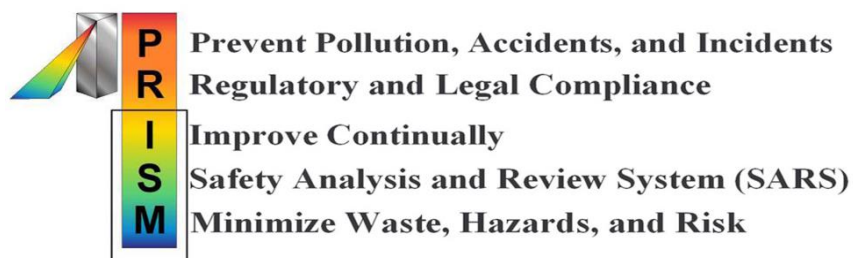 P Prevent Pollution, Accidents, and Incidents
R Regulatory and Legal Compliance
I Improve Continually
S Safety Analysis and Review System (SARS)
M Minimize Waste, Hazards, and Risk